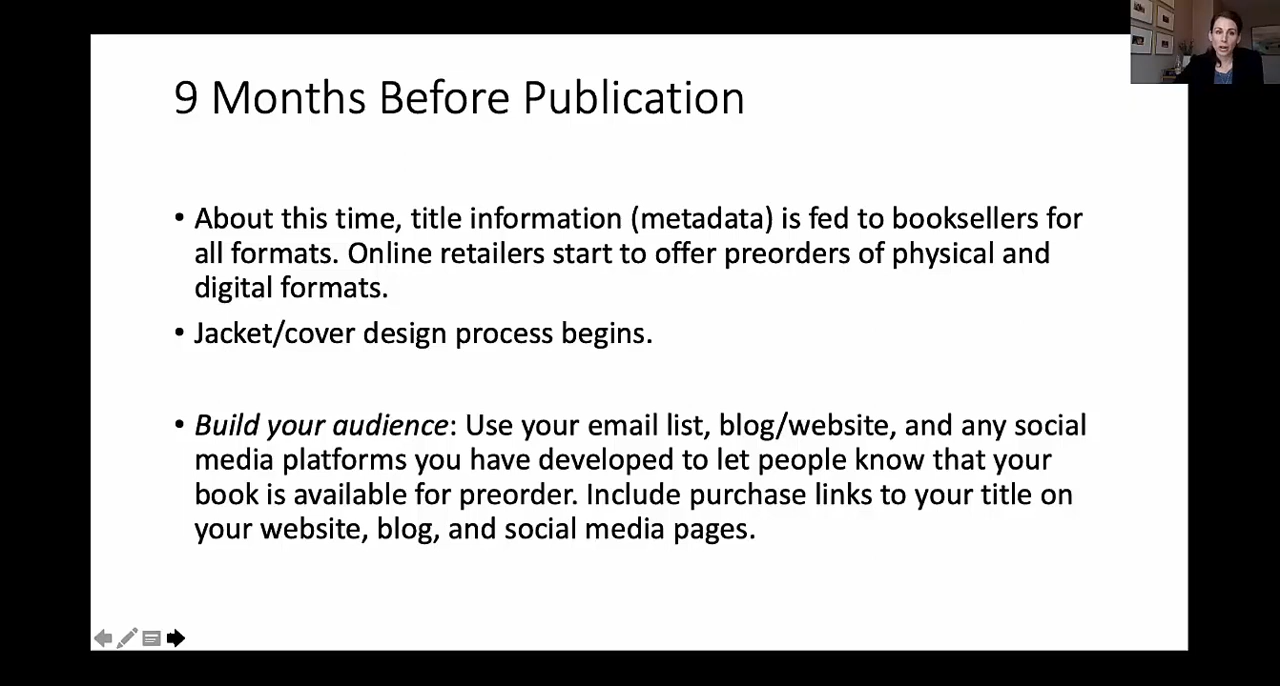 9 Months Before Publication
• About this time, title information (metadata) is fed to booksellers for
all formats. Online retailers start to offer preorders of physical and
digital formats.
• Jacket/cover design process begins.
• Build your audience: Use your email list, blog/website, and any social
media platforms you have developed to let people know that your
book is available for preorder. Include purchase links to your title on
your website, blog, and social media pages.